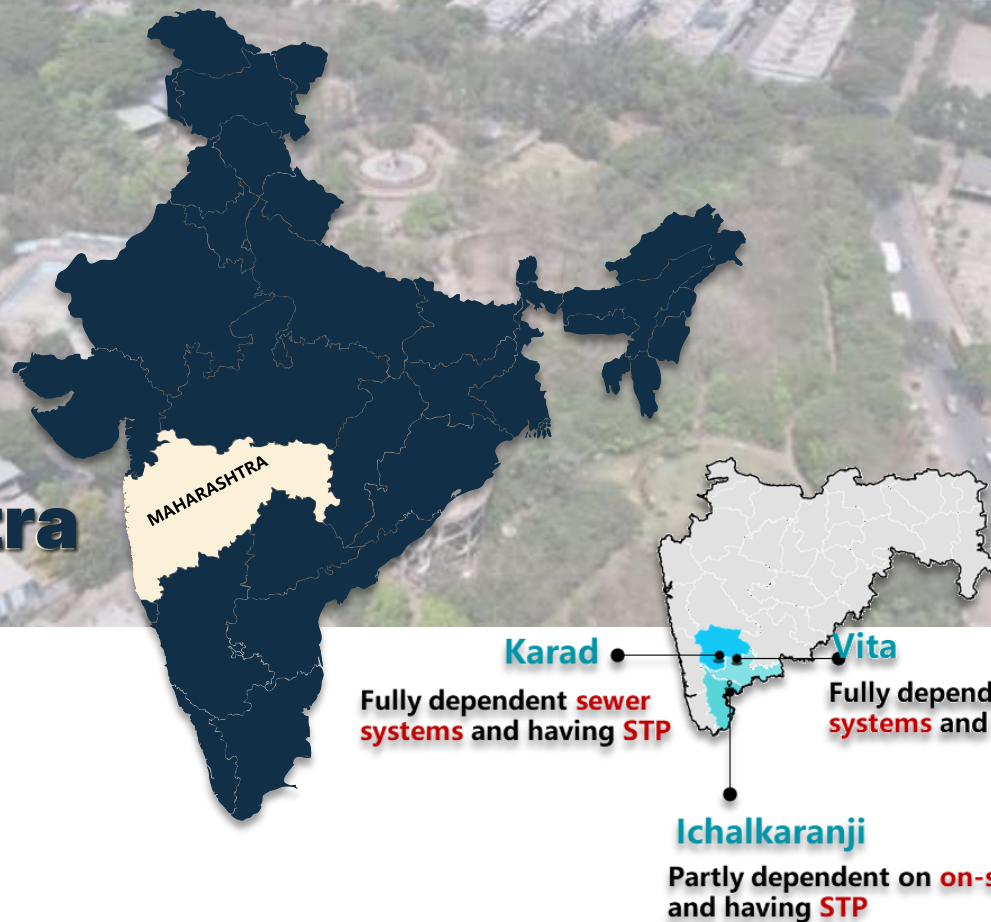 MAHARASHTRA
tra
Karad
Fully dependent sewer
systems and having STP
Vita
Fully depend
systems and
Ichalkaranji
Partly dependent on on-s
and having STP